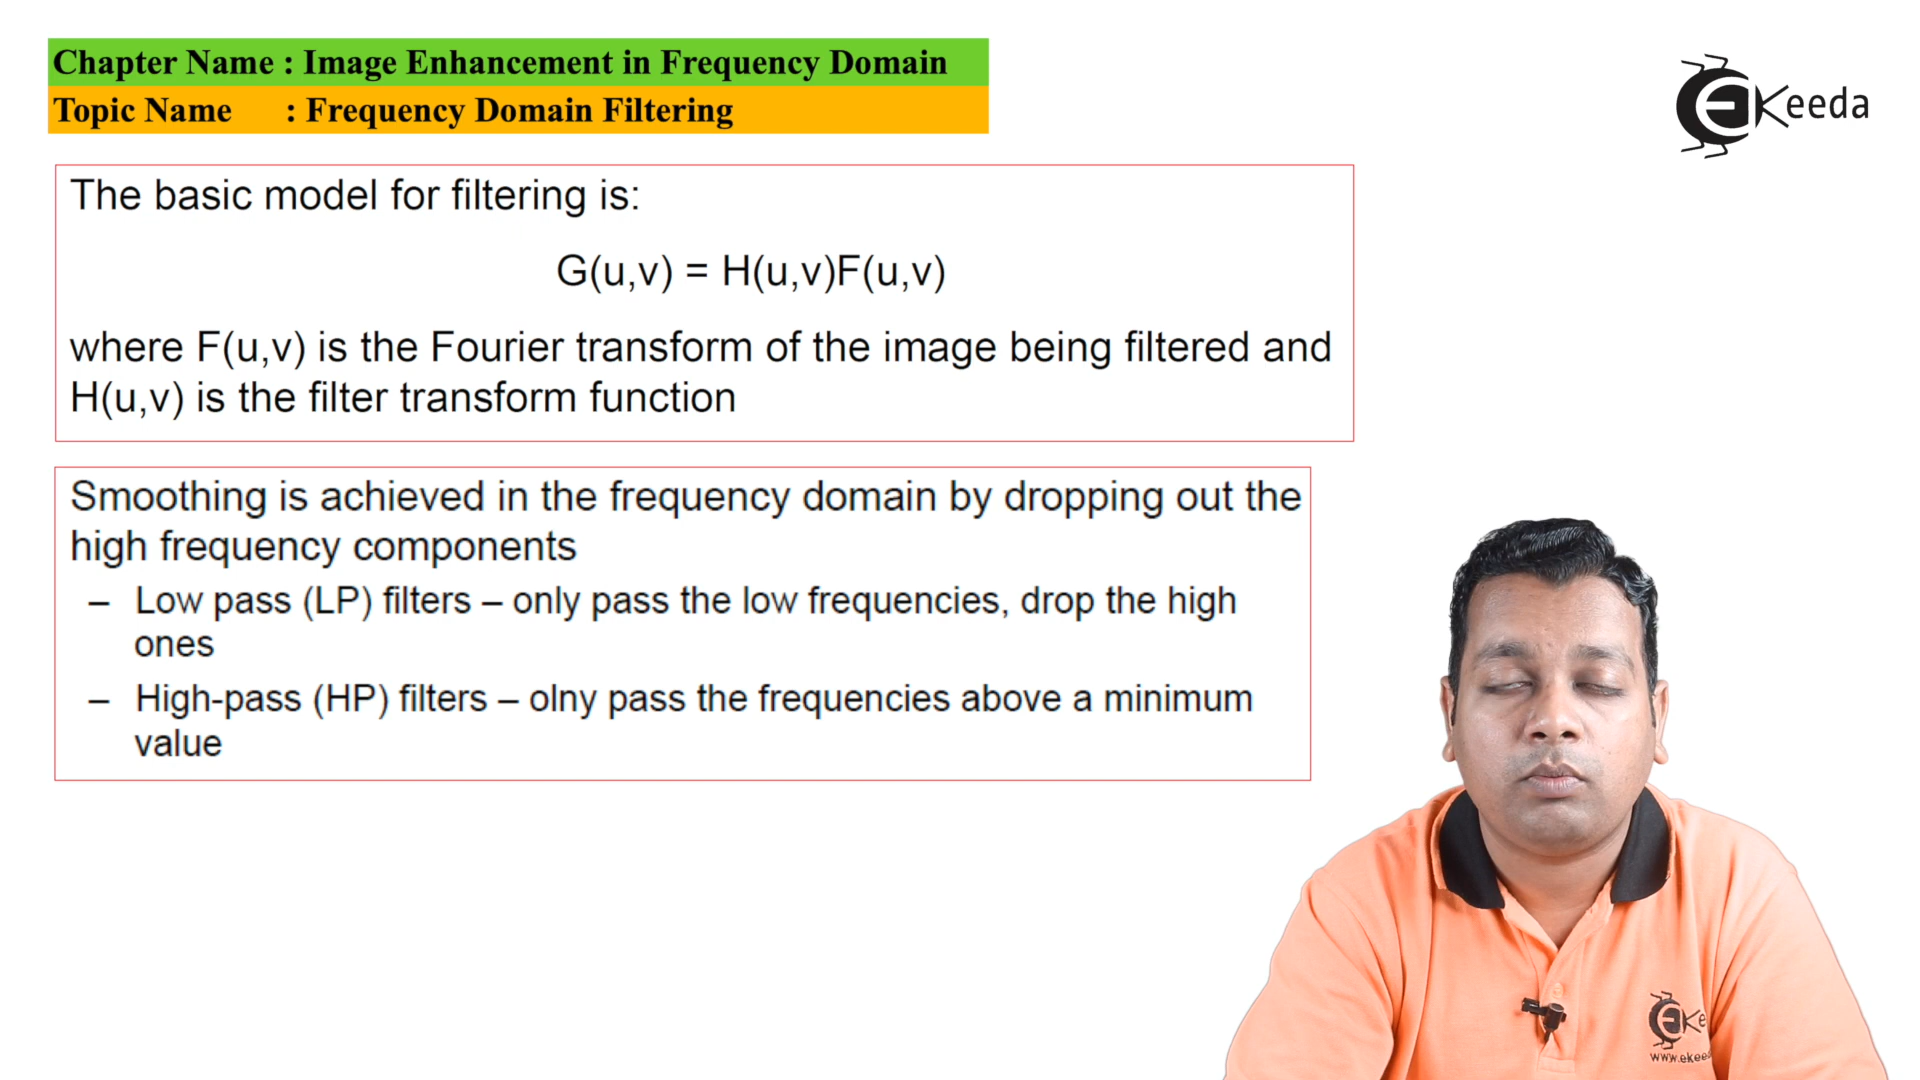 Chapter Name : Image Enhancement in Frequency Domain
Topic Name : Frequency Domain Filtering
eKeeda
The basic model for filtering is:
G(u,v) = H(u,v)F(u,v)
where F(u,v) is the Fourier transform of the image being filtered and
H(u,v) is the filter transform function
Smoothing is achieved in the frequency domain by dropping out the
high frequency components
– Low pass (LP) filters – only pass the low frequencies, drop the high
ones
– High-pass (HP) filters – olny pass the frequencies above a minimum
value